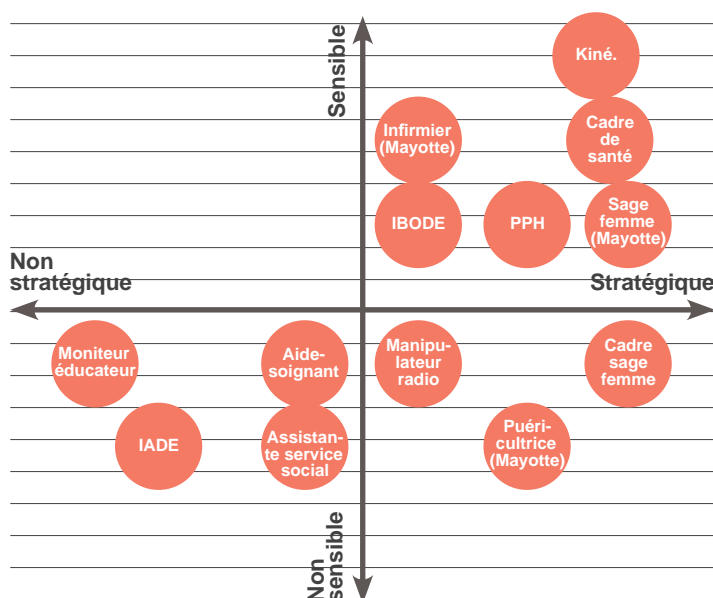 Sensible
Kiné.
Infirmier
(Mayotte)
Cadre
de
santé
IBODE
PPH
Sage
femme
(Mayotte)
Non
stratégique
Stratégique
Moniteur
éducateur
Aide-
soignant
Manipu-
lateur
radio
Cadre
sage
femme
IADE
Assistan-
te service
social
Puéri-
cultrice
(Mayotte)
Non
sensible